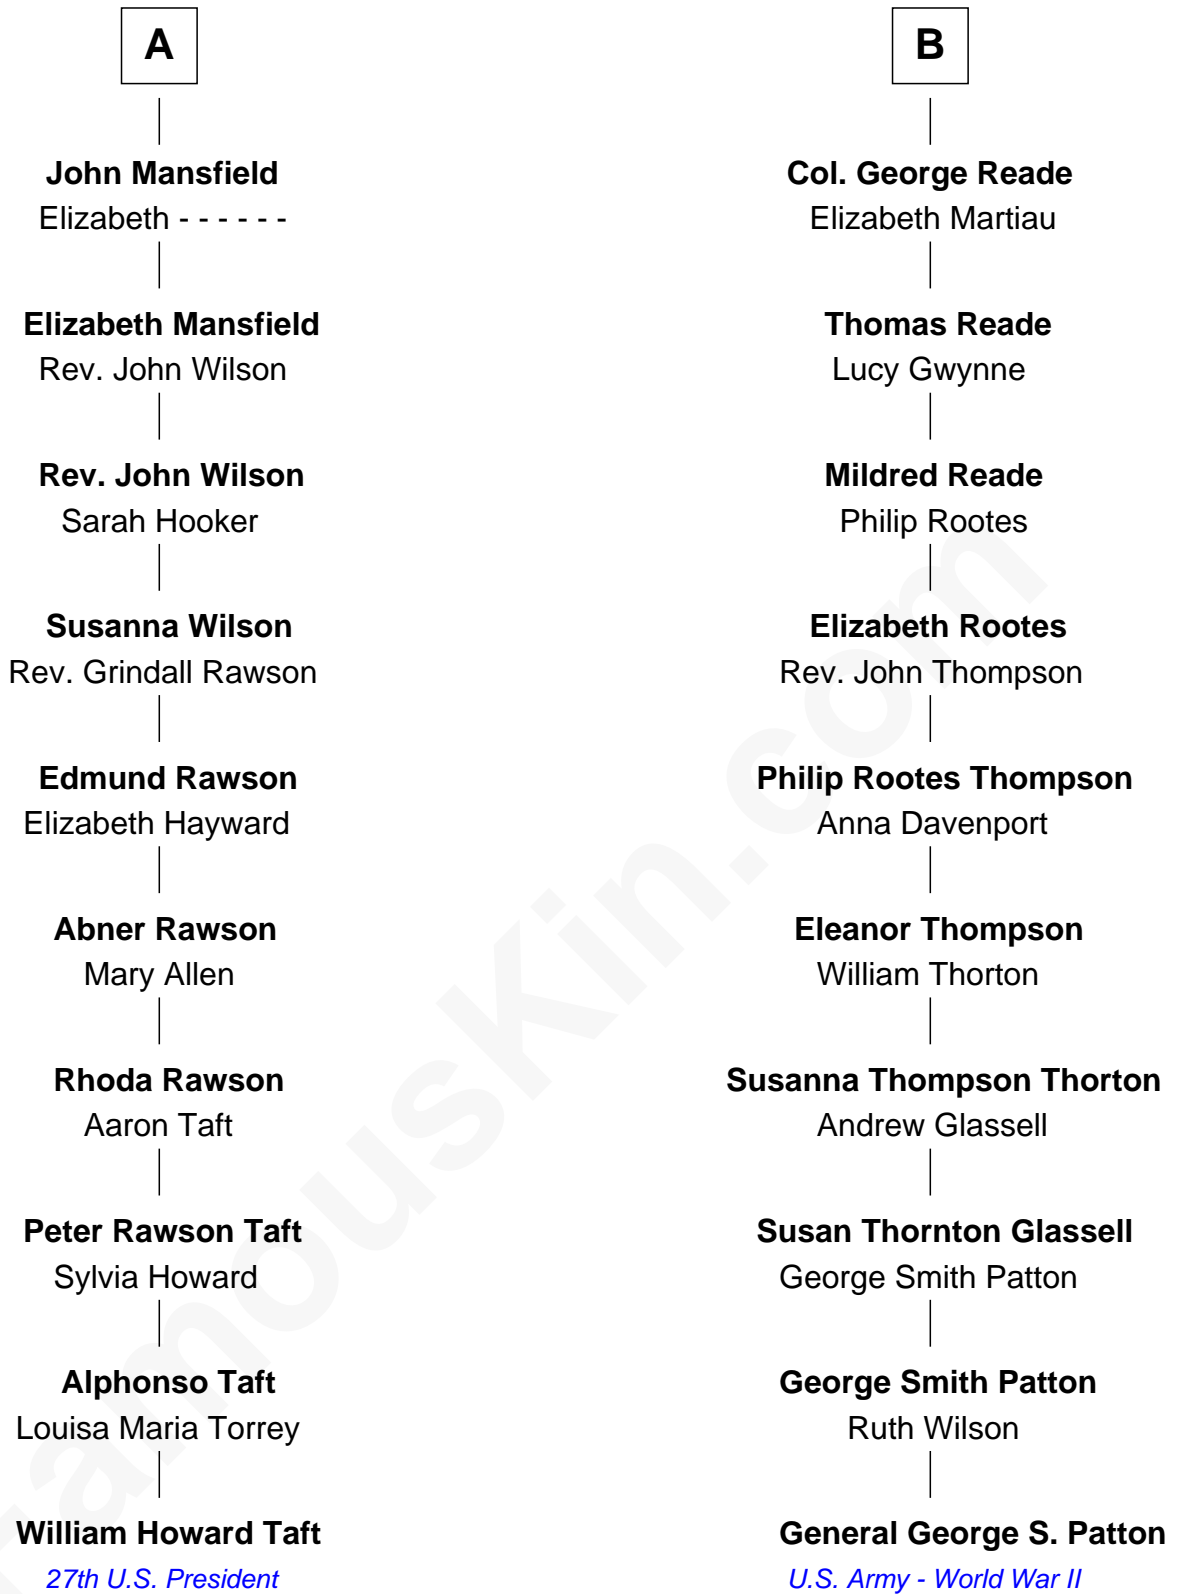 A
John Mansfield
Elizabeth - - - - - -
Elizabeth Mansfield
Rev. John Wilson
Rev. John Wilson
Sarah Hooker
Susanna Wilson
Rev. Grindall Rawson
Edmund Rawson
Elizabeth Hayward
Abner Rawson
Mary Allen
Rhoda Rawson
Aaron Taft
Peter Rawson Taft
Sylvia Howard
Alphonso Taft
Louisa Maria Torrey
William Howard Taft
27th U.S. President
B
Col. George Reade
Elizabeth Martiau
Thomas Reade
Lucy Gwynne
Mildred Reade
Philip Rootes
Elizabeth Rootes
Rev. John Thompson
Philip Rootes Thompson
Anna Davenport
Eleanor Thompson
William Thorton
Susanna Thompson Thorton
Andrew Glassell
Susan Thornton Glassell
George Smith Patton
George Smith Patton
Ruth Wilson
General George S. Patton
U.S. Army - World War II
FamousKin.com